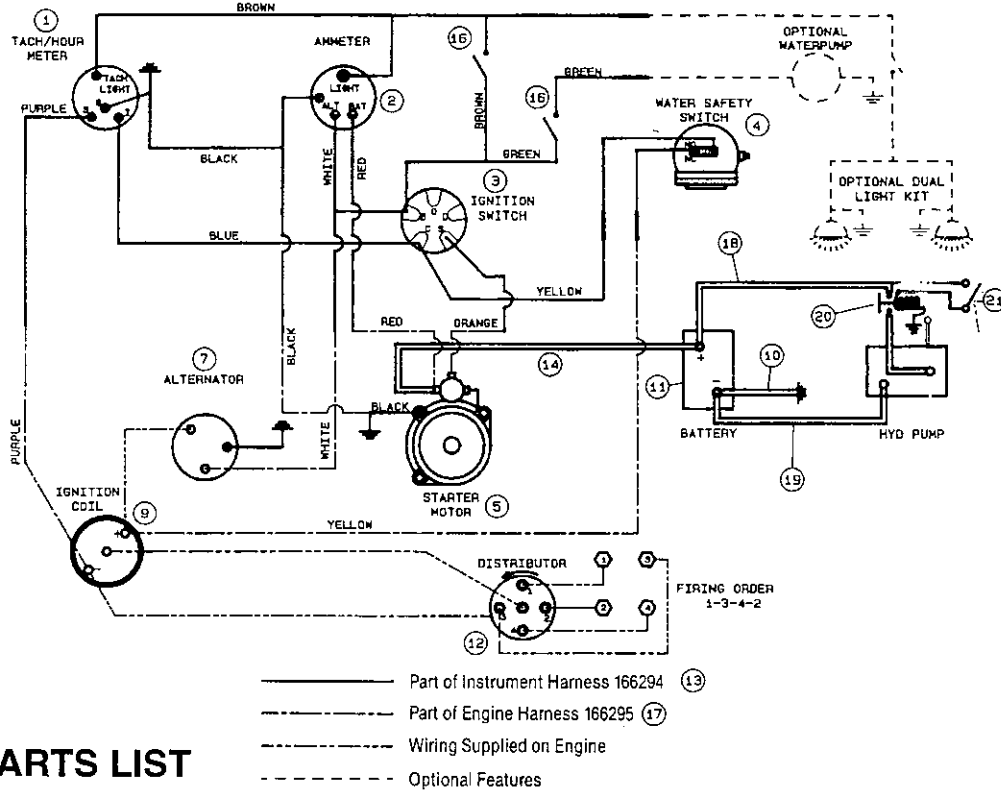 BROWN
1
TACH/HOUR
METER
AMMETER
16
OPTIONAL
WATERPUMP
TACH
LIGHT
LIGHT
2
ALT
BAT
GREEN
16
WATER SAFETY
SWITCH
4
PURPLE
BROWN
BLACK
WHITE
RED
GREEN
3
IGNITION
SWITCH
OPTIONAL DUAL
LIGHT KIT
BLUE
18
YELLOW
20
21
RED
ORANGE
BLACK
14
+
10
7
ALTERNATOR
11
-
BLACK
BATTERY
HYD PUMP
PURPLE
WHITE
19
IGNITION
COIL
9
STARTER
MOTOR
5
+
YELLOW
-
DISTRIBUTOR
1
3
FIRING ORDER
1-3-4-2
2
4
12
Part of Instrument Harness 166294 13
Part of Engine Harness 166295 17
Wiring Supplied on Engine
Optional Features
ARTS LIST